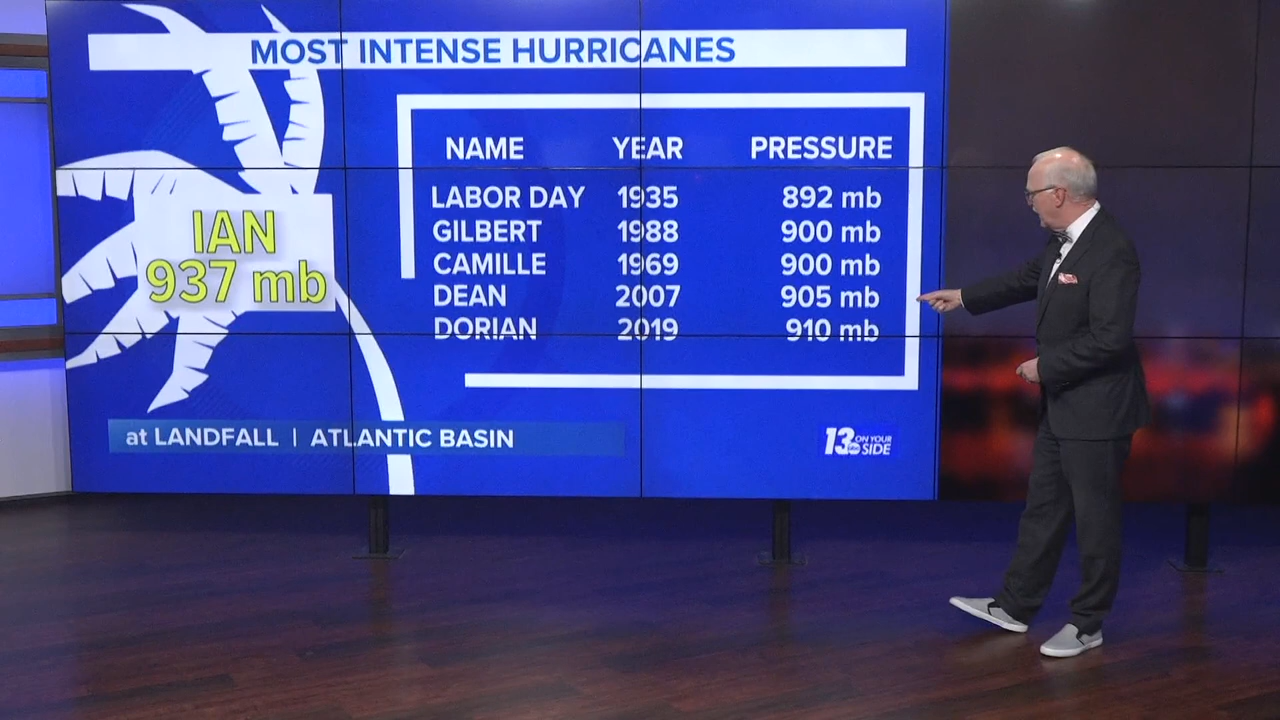 MOST INTENSE HURRICANES
NAME YEAR PRESSURE
LABOR DAY 1935 892 mb
GILBERT 1988 900 mb
CAMILLE 1969 900 mb
DEAN 2007 905 mb
DORIAN 2019 910 mb
IAN
937 mb
at LANDFALL | ATLANTIC BASIN
13 abc ON YOUR
SIDE